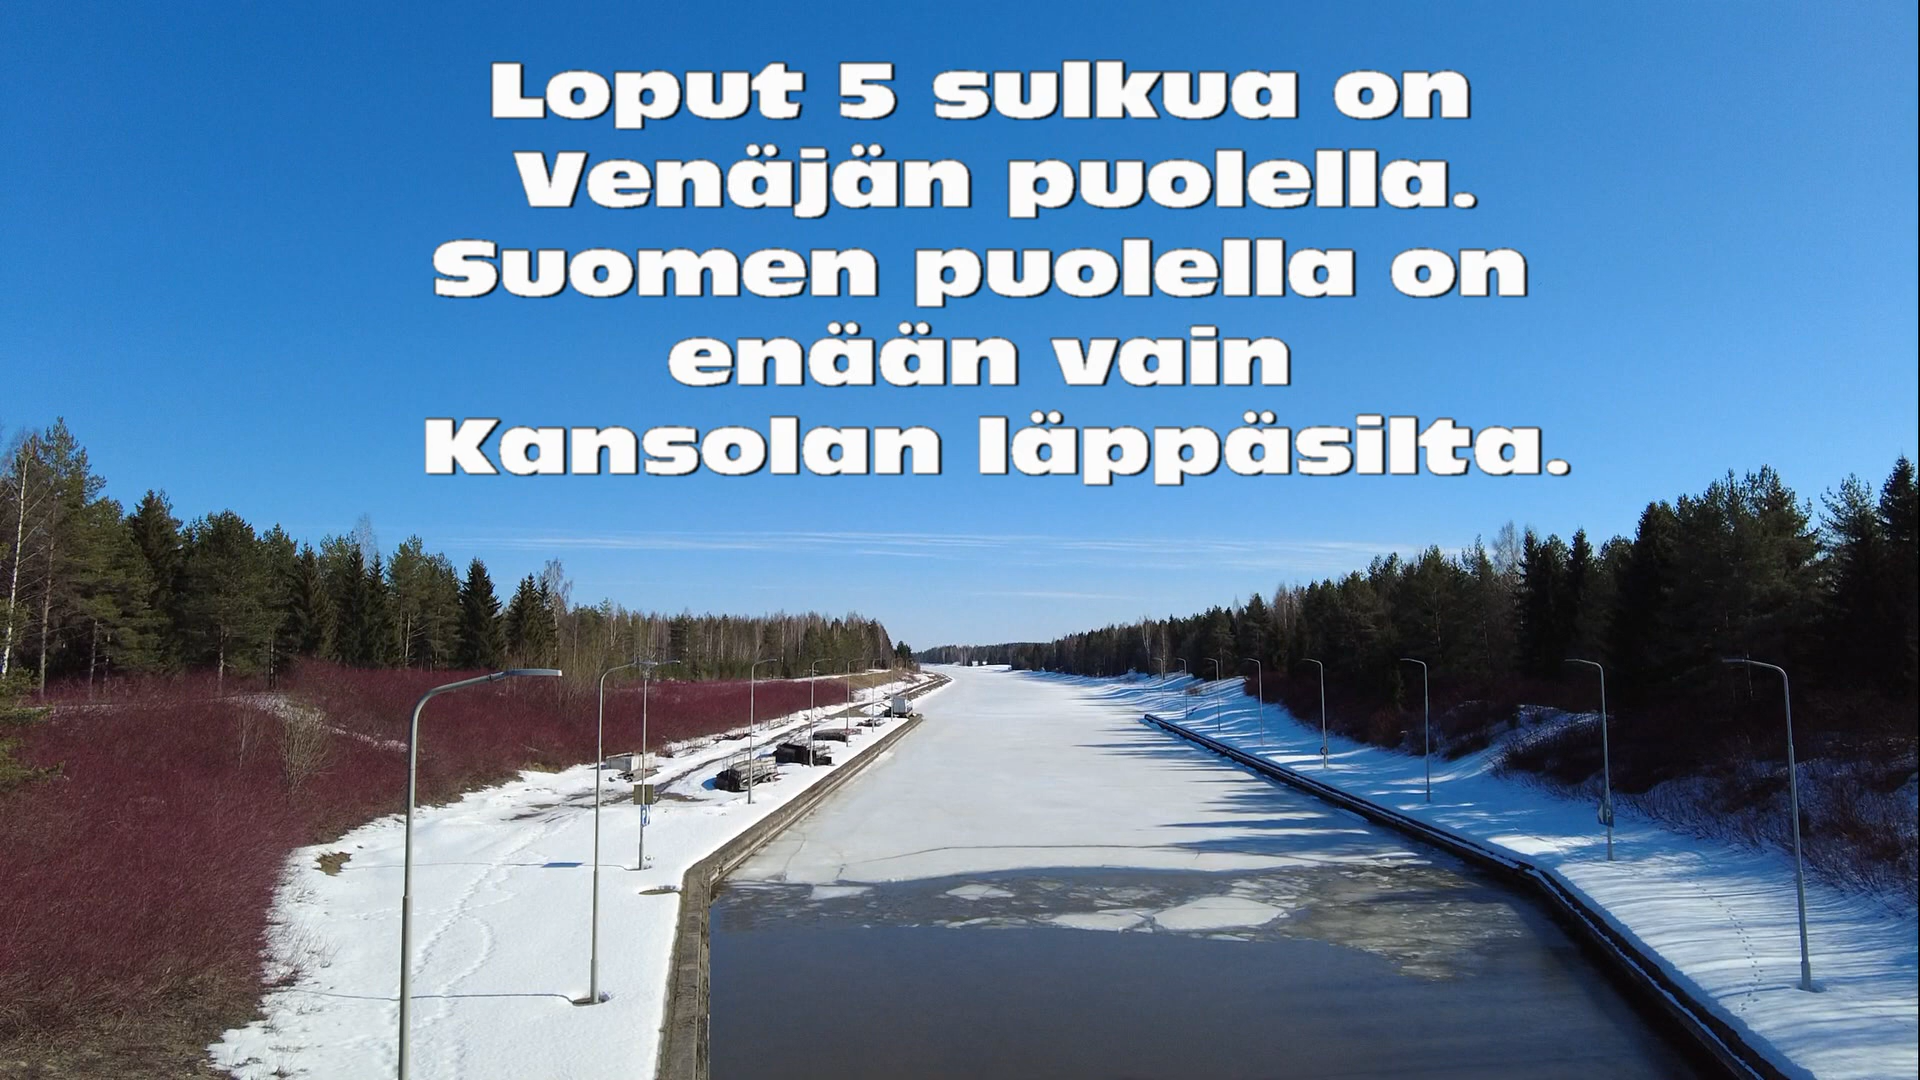 Loput 5 sulkua on
Venäjän puolella.
Suomen puolella on
enään vain
Kansolan läppäsilta.